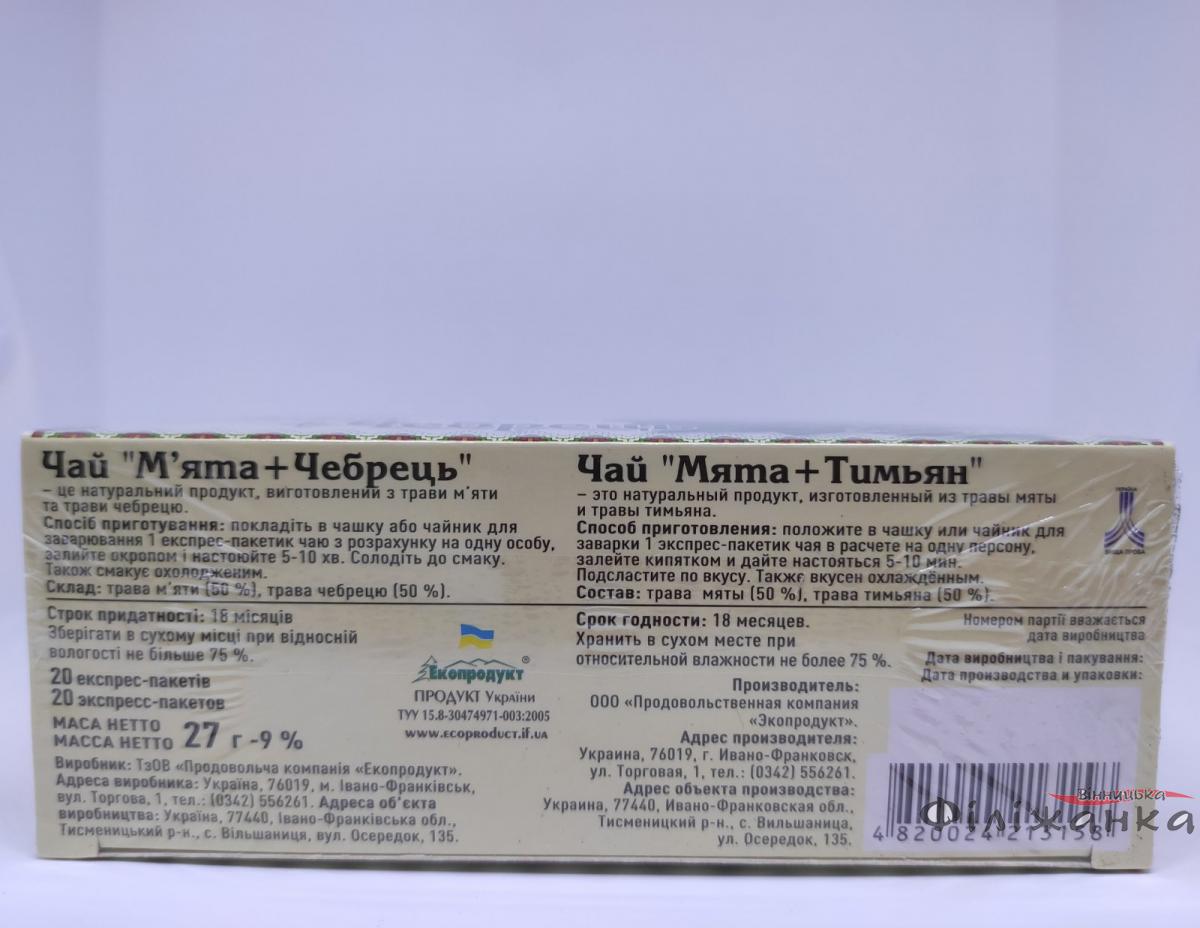 Чай "М'ята+Чебрець"
– це натуральний продукт, виготовлений з трави м'яти
та трави чебрецю.
Спосіб приготування: покладіть в чашку або чайник для
заварювання 1 експрес-пакетик чаю з розрахунку на одну особу,
залийте окропом і настоюйте 5-10 хв. Солодіть до смаку.
Також смакує охолодженим.
Склад: трава м'яти (50 %), трава чебрецю (50 %).
Строк придатності: 18 місяців
Зберігати в сухому місці при відносній
вологості не більше 75 %.
20 експрес-пакетів
20 экспресс-пакетов
МАСА НЕТТО
МАССА НЕТТО 27 г -9 %
Виробник: ТзОВ «Продовольча компанія «Екопродукт».
Адреса виробника: Україна, 76019, м. Івано-Франківськ,
вул. Торгова, 1, тел.: (0342) 556261. Адреса об'єкта
виробництва: Україна, 77440, Івано-Франківська обл.,
Тисменицький р-н., с. Вільшаниця, вул. Осередок, 135.
Екопродукт®
ПРОДУКТ України
ТУУ 15.8-30474971-003:2005
www.ecoproduct.if.ua
Чай "Мята+Тимьян"
– это натуральный продукт, изготовленный из травы мяты
и травы тимьяна.
Способ приготовления: положите в чашку или чайник для
заварки 1 экспрес-пакетик чая в расчете на одну персону,
залейте кипятком и дайте настояться 5-10 мин.
Подсластите по вкусу. Также вкусен охлаждённым.
Состав: трава мяты (50 %), трава тимьяна (50 %).
Срок годности: 18 месяцев.
Хранить в сухом месте при
относительной влажности не более 75 %.
Производитель:
ООО «Продовольственная компания
«Экопродукт».
Адрес производителя:
Украина, 76019, г. Ивано-Франковск,
ул. Торговая, 1, тел.: (0342) 556261.
Адрес объекта производства:
Украина, 77440, Ивано-Франковская обл.,
Тисменицкий р-н., с. Вильшаница,
ул. Осередок, 135.
УКРАЇНА
ВИЩА ПРОБА
Номером партії вважається
дата виробництва
Дата виробництва і пакування:
Дата производства и упаковки:
Вінницька
Філіжанка